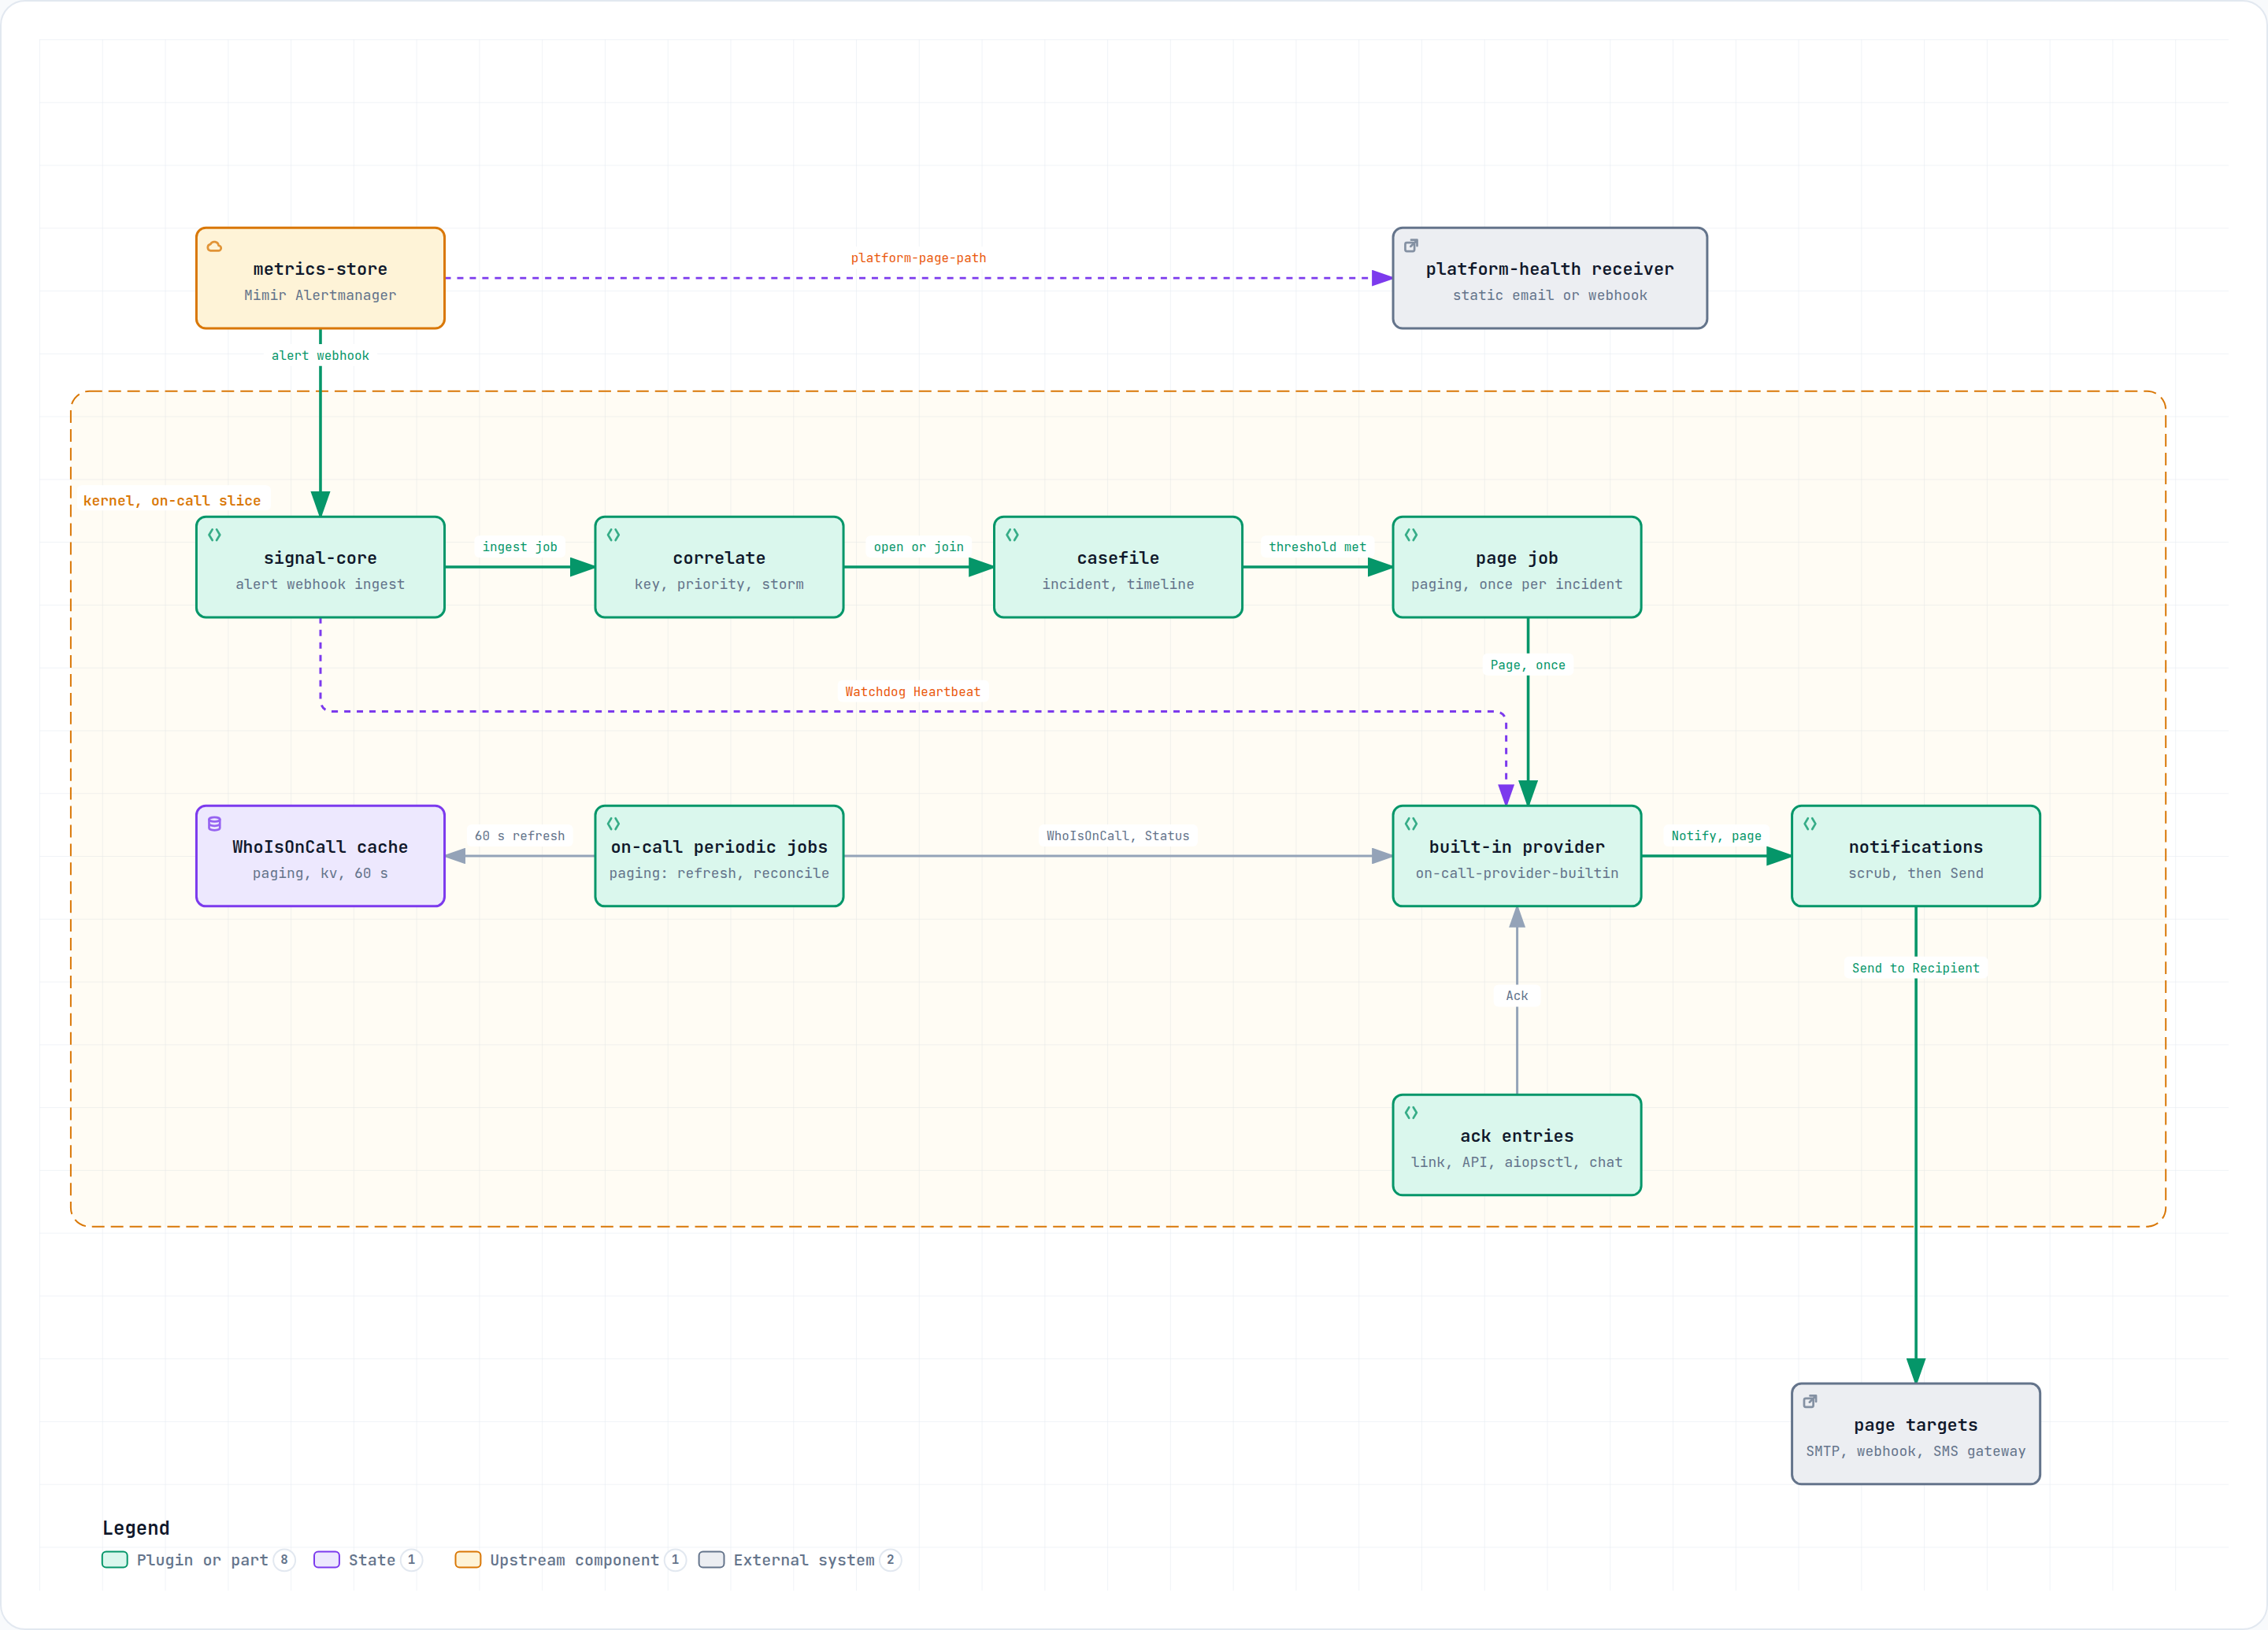 metrics-store
Mimir Alertmanager
platform-page-path
platform-health receiver
static email or webhook
alert webhook
kernel, on-call slice
signal-core
alert webhook ingest
ingest job
correlate
key, priority, storm
open or join
casefile
incident, timeline
threshold met
page job
paging, once per incident
Page, once
Watchdog Heartbeat
WhoIsOnCall cache
paging, kv, 60 s
60 s refresh
on-call periodic jobs
paging: refresh, reconcile
WhoIsOnCall, Status
built-in provider
on-call-provider-builtin
Notify, page
notifications
scrub, then Send
Send to Recipient
Ack
ack entries
link, API, aiopsctl, chat
page targets
SMTP, webhook, SMS gateway
Legend
Plugin or part 8
State 1
Upstream component 1
External system 2